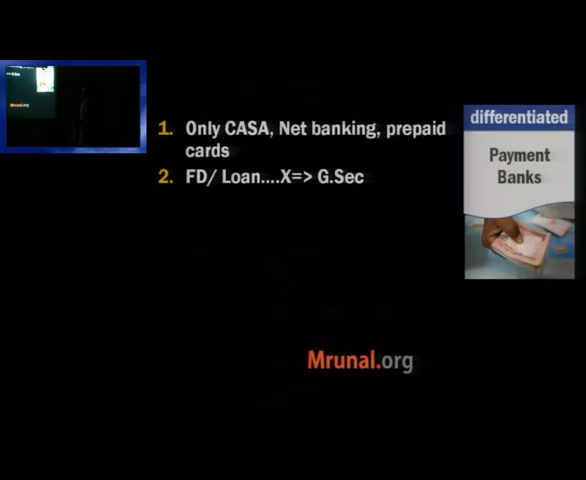 1. Only CASA, Net banking, prepaid
cards
2. FD/ Loan....X=> G.Sec
differentiated
Payment
Banks
Mrunal.org